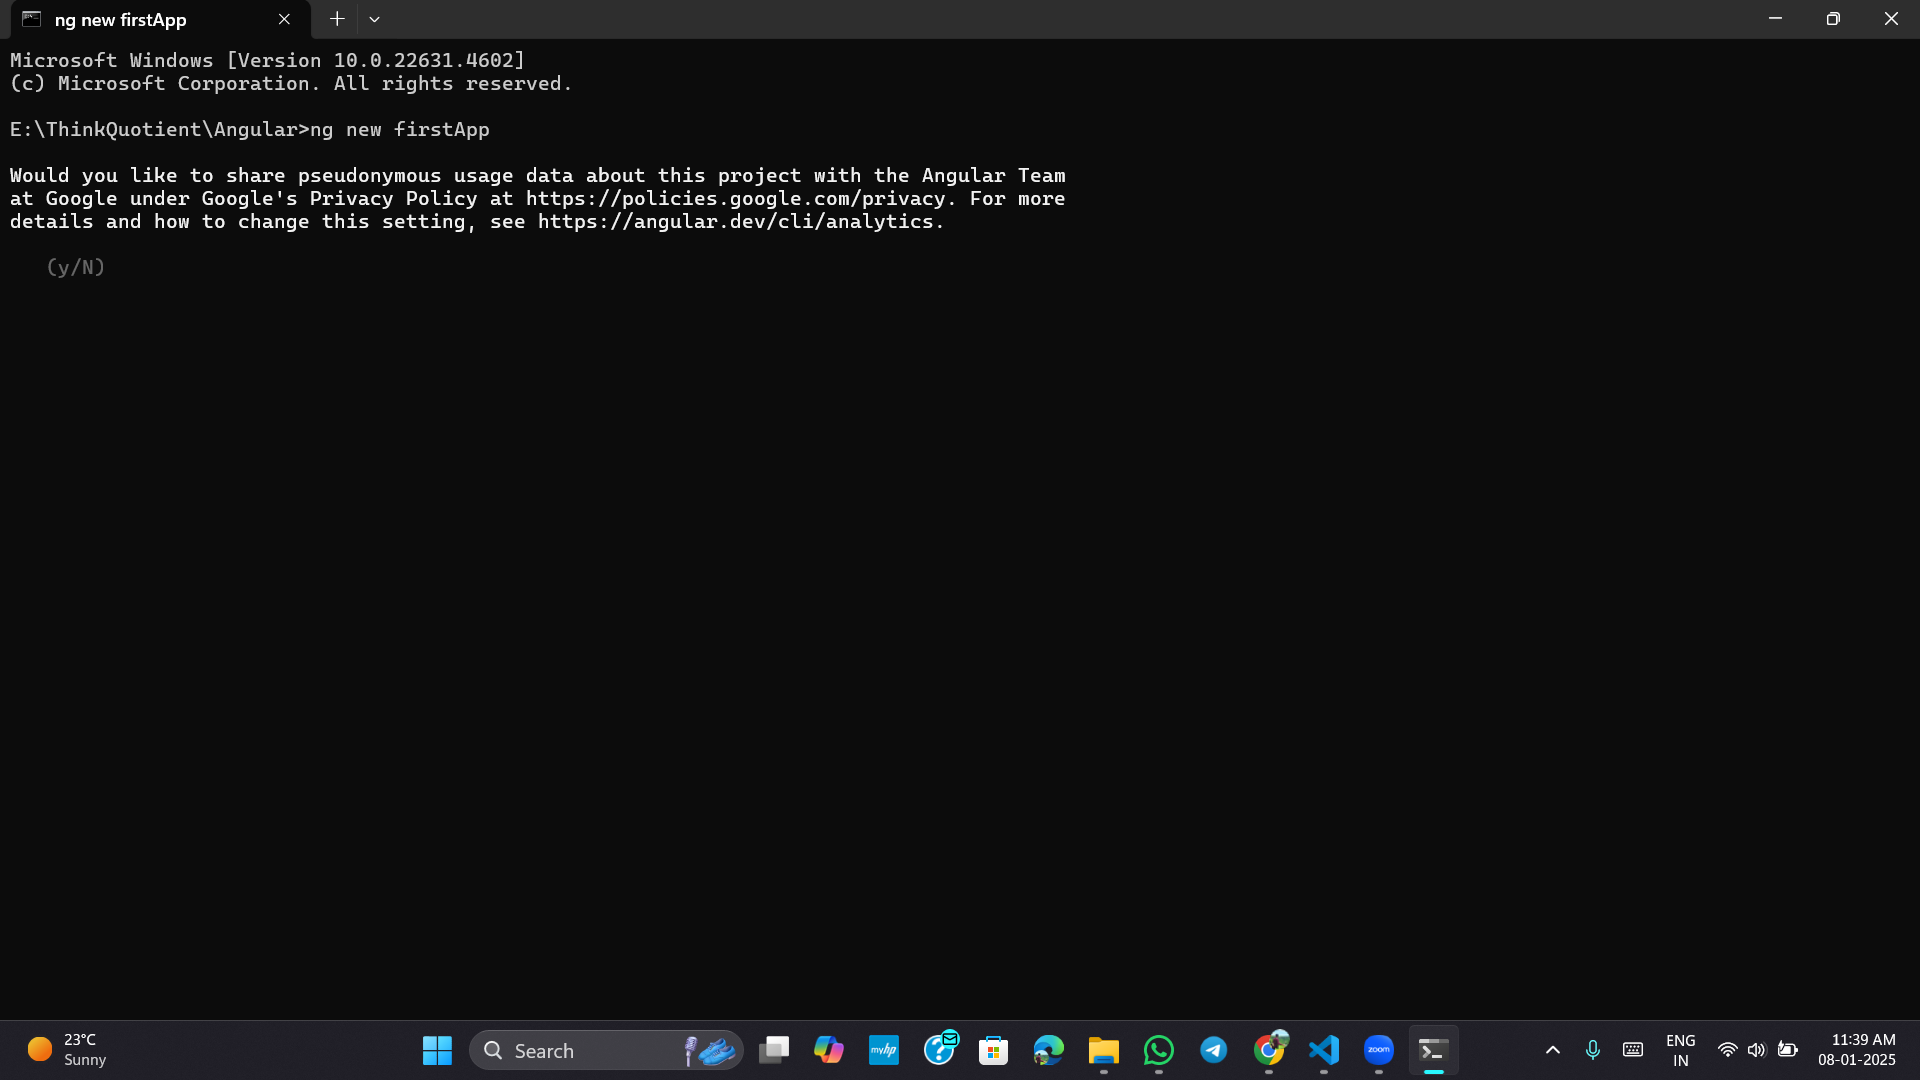 ng new firstApp
Microsoft Windows [Version 10.0.22631.4602]
(c) Microsoft Corporation. All rights reserved.
E:\ThinkQuotient\Angular>ng new firstApp
Would you like to share pseudonymous usage data about this project with the Angular Team
at Google under Google's Privacy Policy at https://policies.google.com/privacy. For more
details and how to change this setting, see https://angular.dev/cli/analytics.
(y/N)
23°C
Sunny
Search
myhp
zoom
ENG
IN
11:39 AM
08-01-2025